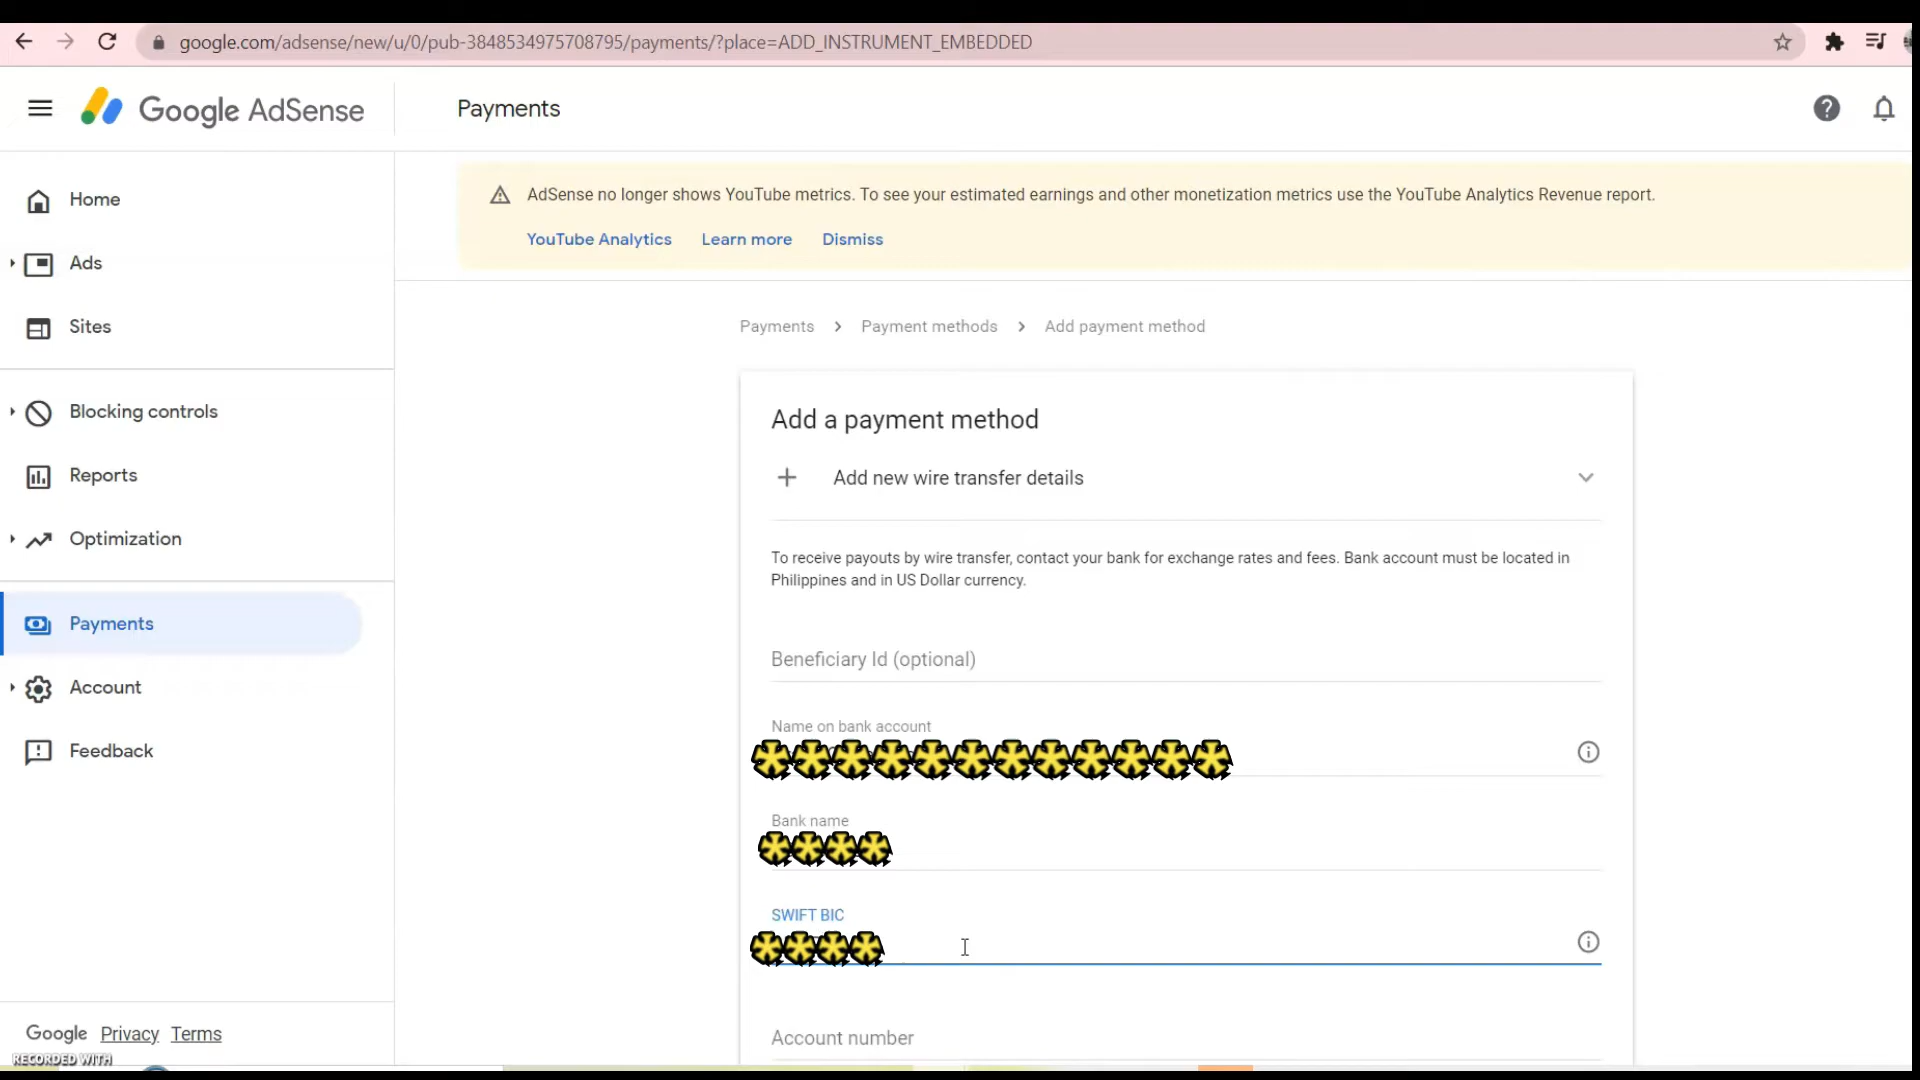 google.com/adsense/new/u/0/pub-3848534975708795/payments/?place=ADD_INSTRUMENT_EMBEDDED
Google AdSense
Payments
Home
Ads
Sites
Blocking controls
Reports
Optimization
Payments
Account
Feedback
Google Privacy Terms
RECORDED WITH
AdSense no longer shows YouTube metrics. To see your estimated earnings and other monetization metrics use the YouTube Analytics Revenue report.
YouTube Analytics Learn more Dismiss
Payments > Payment methods > Add payment method
Add a payment method
+ Add new wire transfer details
To receive payouts by wire transfer, contact your bank for exchange rates and fees. Bank account must be located in
Philippines and in US Dollar currency.
Beneficiary Id (optional)
Name on bank account
Bank name
SWIFT BIC
Account number